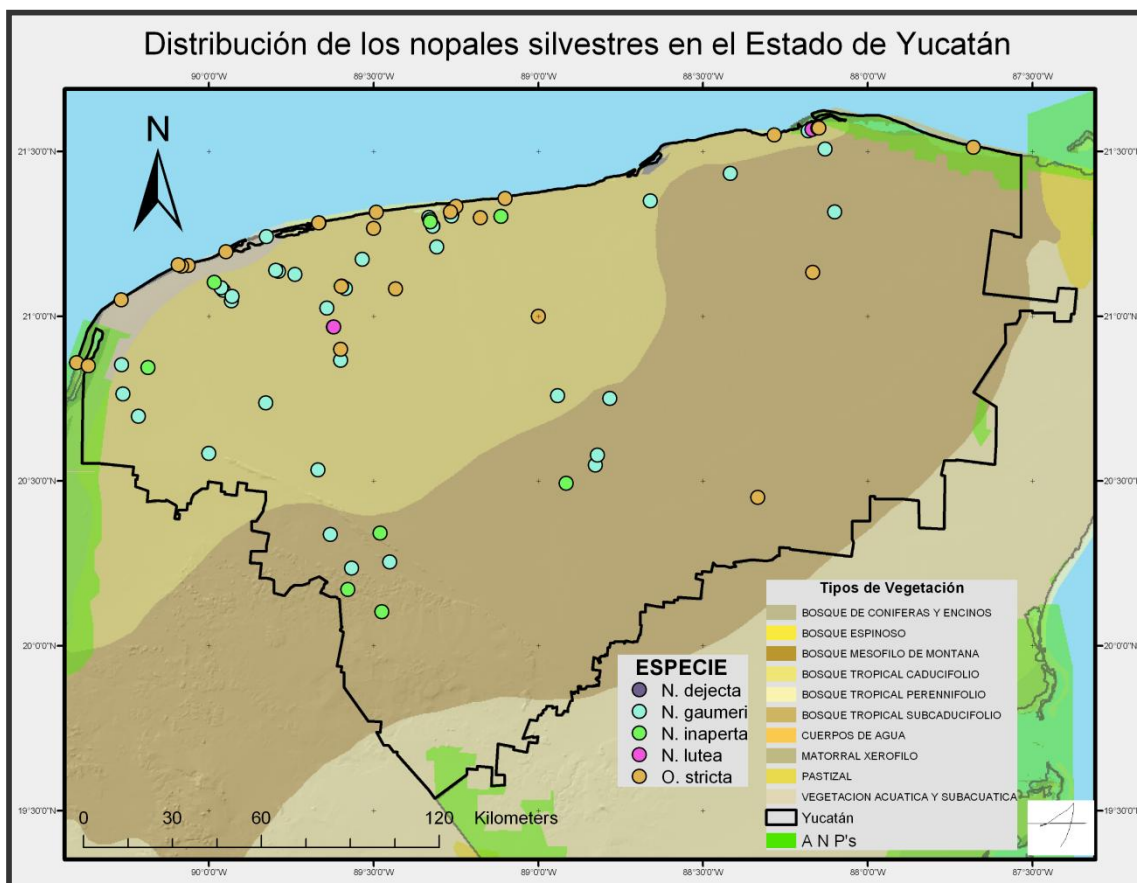 Distribución de los nopales silvestres en el Estado de Yucatán
90°0'0"W 89°30'0"W 89°0'0"W 88°30'0"W 88°0'0"W 87°30'0"W
N
21°30'0"N 21°30'0"N
21°0'0"N 21°0'0"N
20°30'0"N 20°30'0"N
20°0'0"N 20°0'0"N
19°30'0"N 19°30'0"N
ESPECIE
N. dejecta
N. gaumeri
N. inaperta
N. lutea
O. stricta
Tipos de Vegetación
BOSQUE DE CONIFERAS Y ENCINOS
BOSQUE ESPINOSO
BOSQUE MESOFILO DE MONTANA
BOSQUE TROPICAL CADUCIFOLIO
BOSQUE TROPICAL PERENNIFOLIO
BOSQUE TROPICAL SUBCADUCIFOLIO
CUERPOS DE AGUA
MATORRAL XEROFILO
PASTIZAL
VEGETACION ACUATICA Y SUBACUATICA
Yucatán
A N P's
0 30 60 120 Kilometers
90°0'0"W 89°30'0"W 89°0'0"W 88°30'0"W 88°0'0"W 87°30'0"W